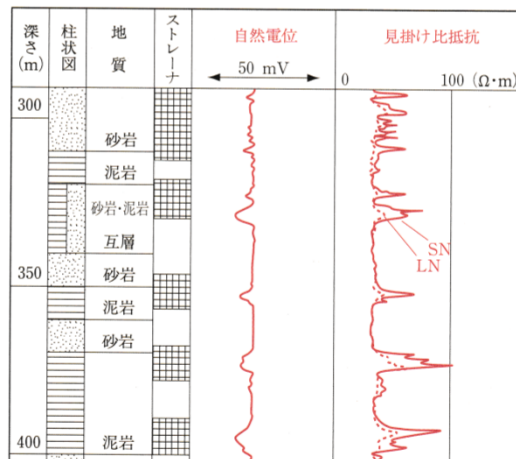 深さ(m)
柱状図
地質
ストレーナ
自然電位
50 mV
見掛け比抵抗
0 100 (Ω·m)
300
砂岩
泥岩
砂岩・泥岩
互層
SN
LN
350
砂岩
泥岩
砂岩
400
泥岩